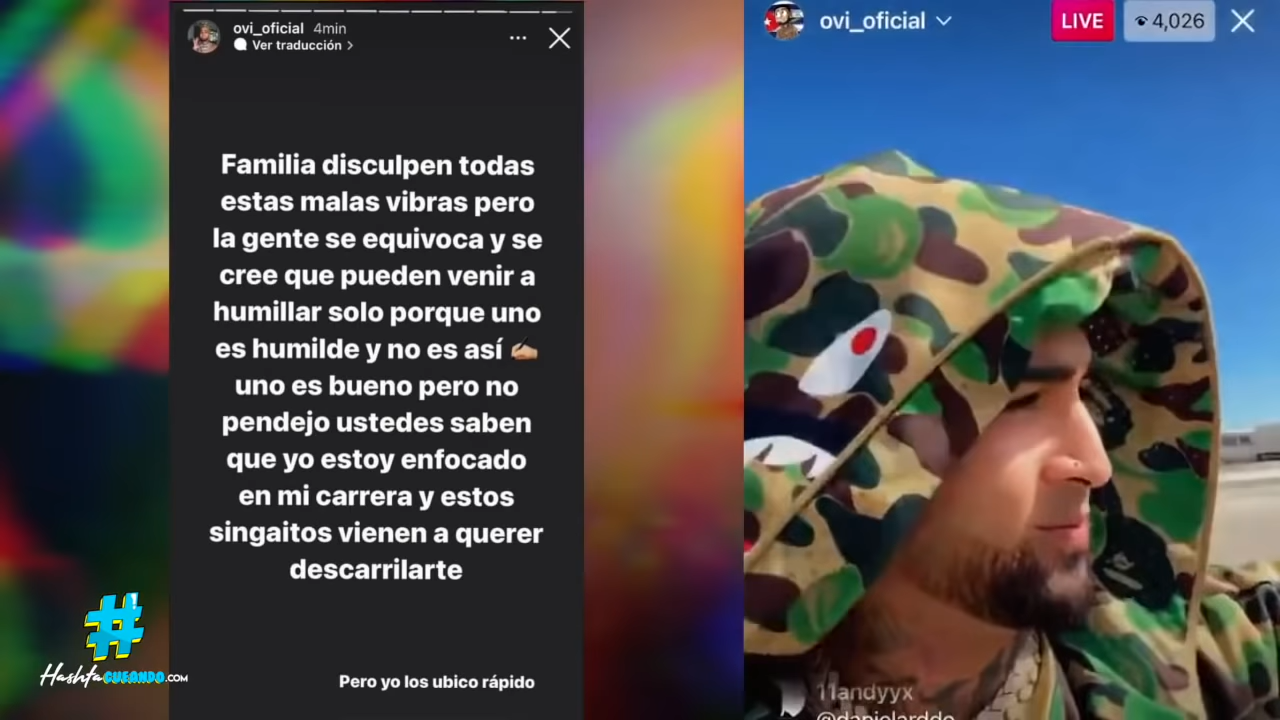 ovi_oficial 4min
Ver traducción
Familia disculpen todas
estas malas vibras pero
la gente se equivoca y se
cree que pueden venir a
humillar solo porque uno
es humilde y no es así ✍🏼
uno es bueno pero no
pendejo ustedes saben
que yo estoy enfocado
en mi carrera y estos
singaitos vienen a querer
descarrilarte
Pero yo los ubico rápido
#
HashtaCUEANDO.COM
ovi_oficial LIVE 4,026
11andyyx